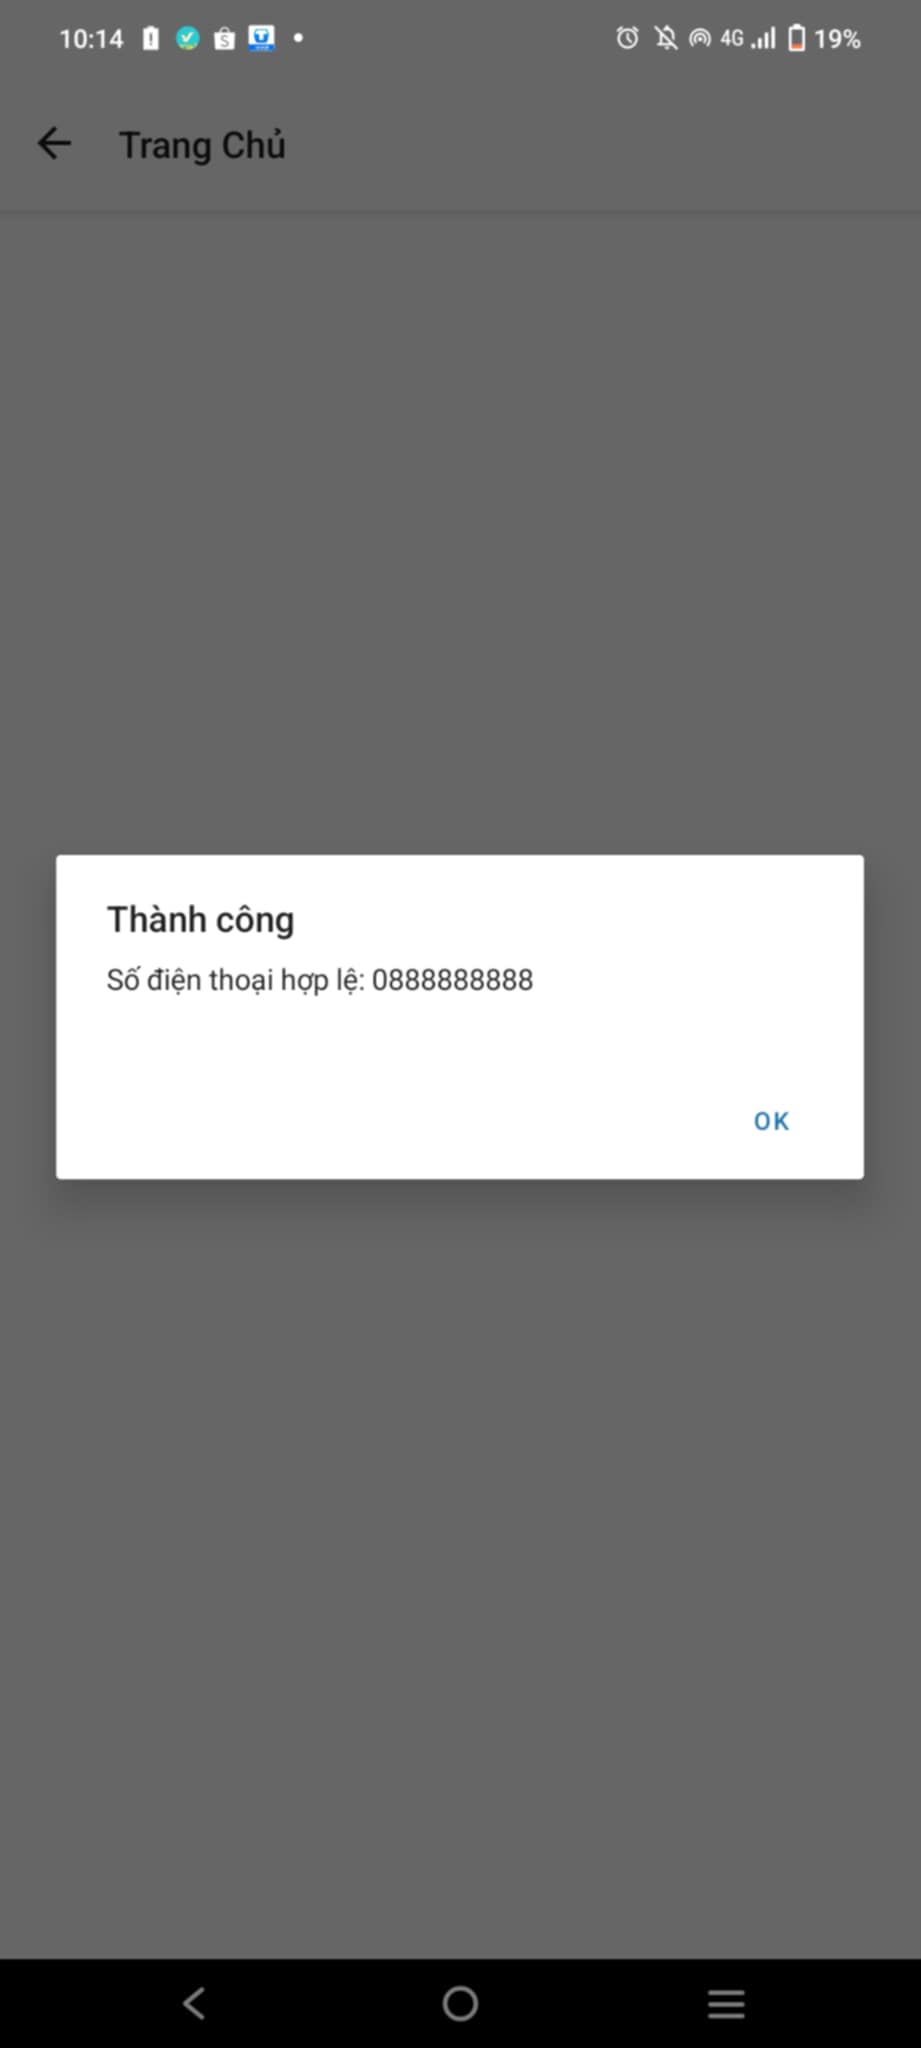 10:14
4G 19%
Trang Chủ
Thành công
Số điện thoại hợp lệ: 0888888888
OK